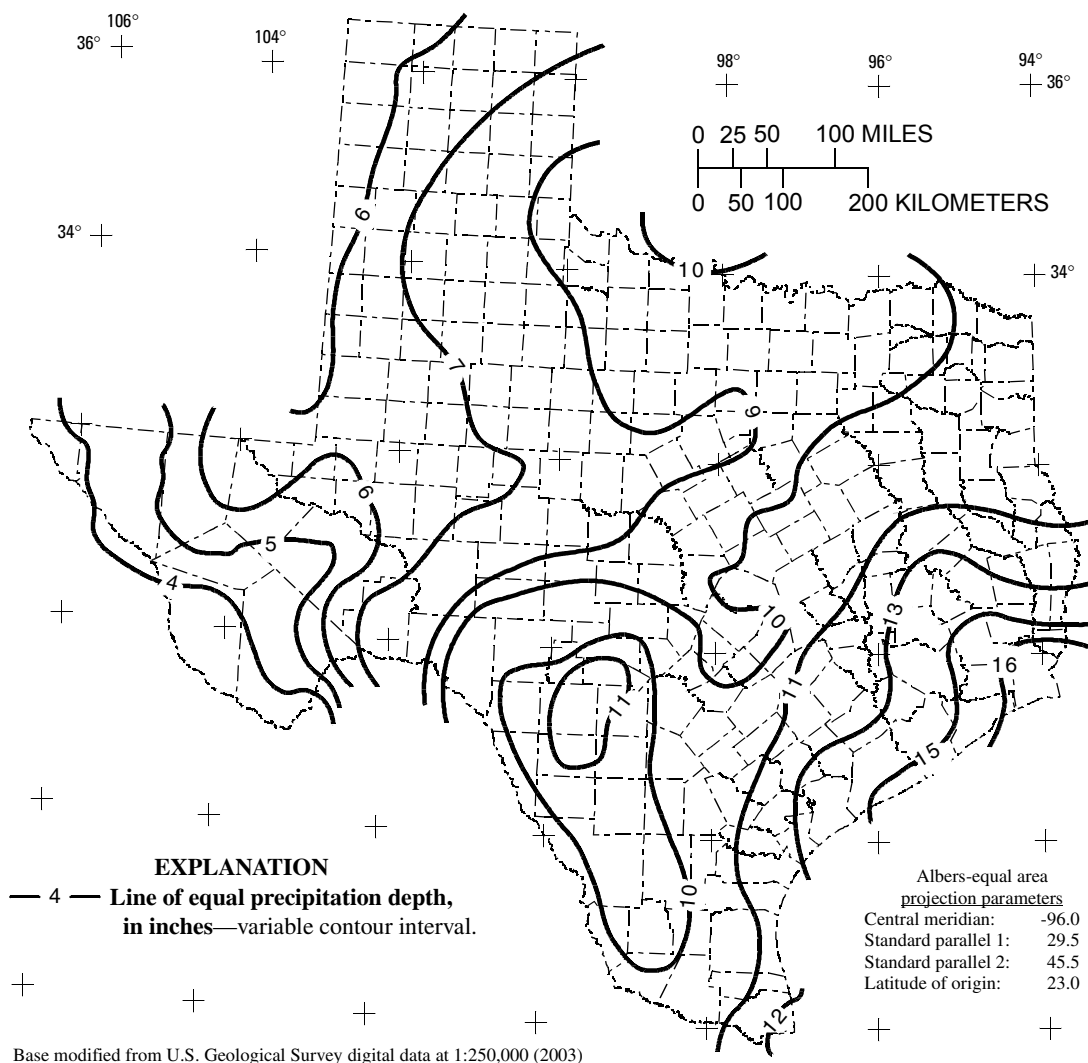 106°
36°
104°
98°
96°
94°
36°
0 25 50 100 MILES
0 50 100 200 KILOMETERS
34°
34°
6
10
7
9
6
5
4
10
13
11
16
11
15
10
12
EXPLANATION
4 Line of equal precipitation depth,
in inches—variable contour interval.
Albers-equal area
projection parameters
Central meridian: -96.0
Standard parallel 1: 29.5
Standard parallel 2: 45.5
Latitude of origin: 23.0
Base modified from U.S. Geological Survey digital data at 1:250,000 (2003)